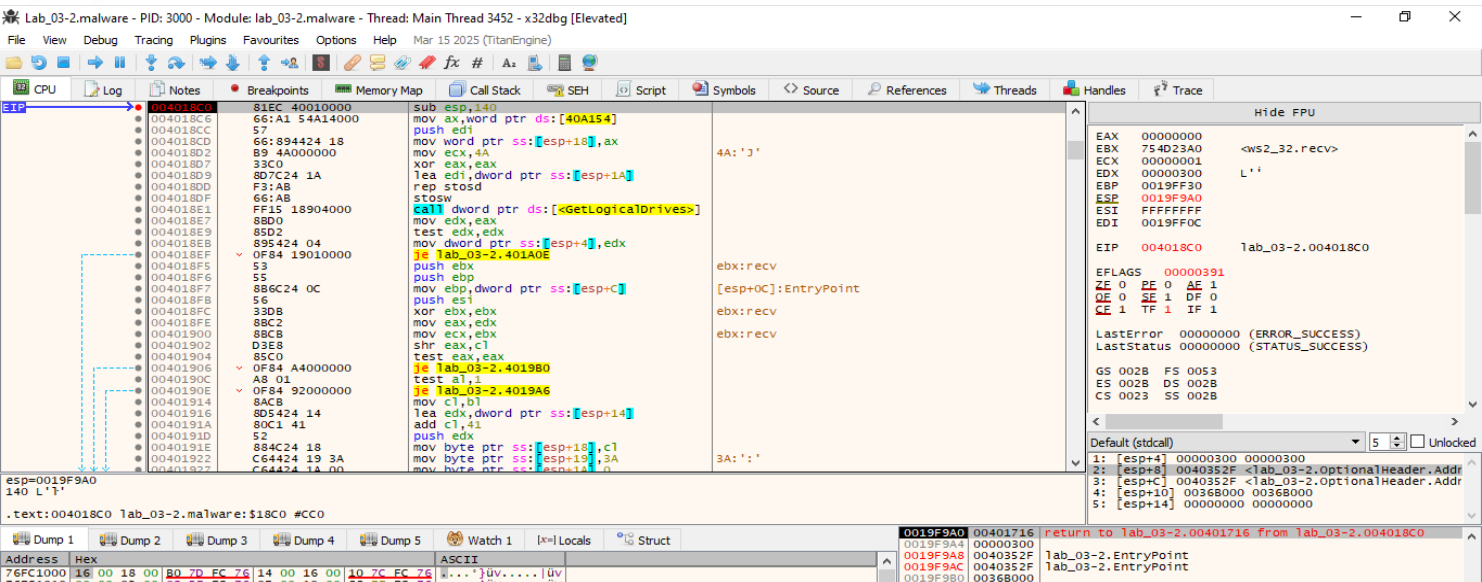 Lab_03-2.malware - PID: 3000 - Module: lab_03-2.malware - Thread: Main Thread 3452 - x32dbg [Elevated]
File View Debug Tracing Plugins Favourites Options Help Mar 15 2025 (TitanEngine)
CPU Log Notes Breakpoints Memory Map Call Stack SEH Script Symbols Source References Threads Handles Trace
EIP 004018C0 81EC 40010000 sub esp,140
004018C6 66:A1 54A14000 mov ax,word ptr ds:[40A154]
004018CC 57 push edi
004018CD 66:894424 18 mov word ptr ss:[esp+18],ax
004018D2 B9 4A000000 mov ecx,4A 4A:'J'
004018D7 33C0 xor eax,eax
004018D9 8D7C24 1A lea edi,dword ptr ss:[esp+1A]
004018DD F3:AB rep stosd
004018DF 66:AB stosw
004018E1 FF15 18904000 call dword ptr ds:[<GetLogicalDrives>]
004018E7 8BD0 mov edx,eax
004018E9 85D2 test edx,edx
004018EB 895424 04 mov dword ptr ss:[esp+4],edx
004018EF 0F84 19010000 je lab_03-2.401A0E
004018F5 53 push ebx ebx:recv
004018F6 55 push ebp
004018F7 8B6C24 0C mov ebp,dword ptr ss:[esp+C] [esp+0C]:EntryPoint
004018FB 56 push esi
004018FC 33DB xor ebx,ebx ebx:recv
004018FE 8BC2 mov eax,edx
00401900 8BCB mov ecx,ebx ebx:recv
00401902 D3E8 shr eax,cl
00401904 85C0 test eax,eax
00401906 0F84 A4000000 je lab_03-2.4019B0
0040190C A8 01 test al,1
0040190E 0F84 92000000 je lab_03-2.4019A6
00401914 8ACB mov cl,bl
00401916 8D5424 14 lea edx,dword ptr ss:[esp+14]
0040191A 80C1 41 add cl,41
0040191D 52 push edx
0040191E 884C24 18 mov byte ptr ss:[esp+18],cl
00401922 C64424 19 3A mov byte ptr ss:[esp+19],3A 3A:':'
00401927 C64424 1A 00 mov byte ptr ss:[esp+1A],0
Hide FPU
EAX 00000000
EBX 754D23A0 <ws2_32.recv>
ECX 00000001
EDX 00000300
EBP 0019FF30
ESP 0019F9A0
ESI FFFFFFFF
EDI 0019FF0C
EIP 004018C0 lab_03-2.004018C0
EFLAGS 00000391
ZF 0 PF 0 AF 1
OF 0 SF 1 DF 0
CF 1 TF 1 IF 1
LastError 00000000 (ERROR_SUCCESS)
LastStatus 00000000 (STATUS_SUCCESS)
GS 002B FS 0053
ES 002B DS 002B
CS 0023 SS 002B
Default (stdcall) 5 Unlocked
1: [esp+4] 00000300 00000300
2: [esp+8] 0040352F <lab_03-2.OptionalHeader.Addr
3: [esp+C] 0040352F <lab_03-2.OptionalHeader.Addr
4: [esp+10] 0036B000 0036B000
5: [esp+14] 00000000 00000000
esp=0019F9A0
.text:004018C0 lab_03-2.malware:$18C0 #CC0
Dump 1 Dump 2 Dump 3 Dump 4 Dump 5 Watch 1 [x=] Locals Struct
Address Hex ASCII
76FC1000 16 00 18 00 B0 7D FC 76 14 00 16 00 10 7C FC 76
0019F9A0 00401716 return to lab_03-2.00401716 from lab_03-2.004018C0
0019F9A4 00000300
0019F9A8 0040352F lab_03-2.EntryPoint
0019F9AC 0040352F lab_03-2.EntryPoint
0019F9B0 0036B000